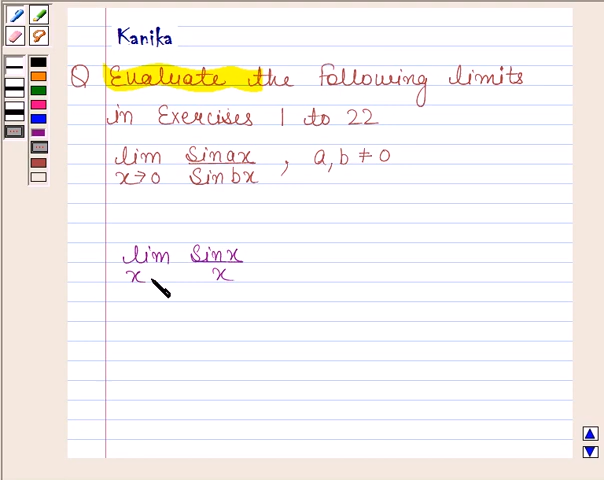 Kanika
Q Evaluate the following limits
in Exercises 1 to 22
lim x→0 Sin ax / Sin bx , a, b ≠ 0
lim x Sin x / x